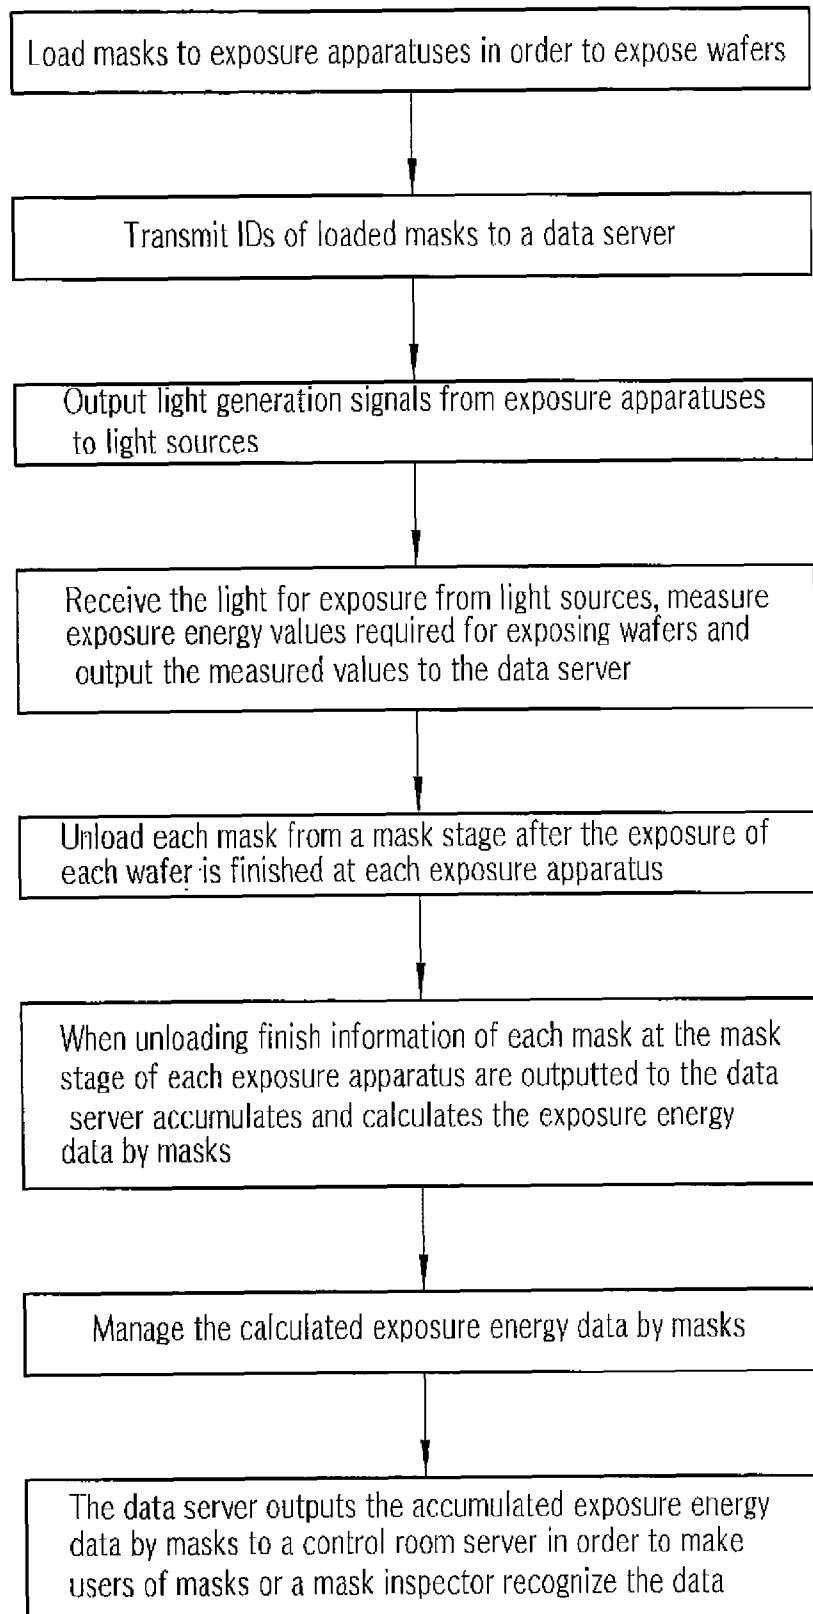 Load masks to exposure apparatuses in order to expose wafers
Transmit IDs of loaded masks to a data server
Output light generation signals from exposure apparatuses
to light sources
Receive the light for exposure from light sources, measure
exposure energy values required for exposing wafers and
output the measured values to the data server
Unload each mask from a mask stage after the exposure of
each wafer is finished at each exposure apparatus
When unloading finish information of each mask at the mask
stage of each exposure apparatus are outputted to the data
server accumulates and calculates the exposure energy
data by masks
Manage the calculated exposure energy data by masks
The data server outputs the accumulated exposure energy
data by masks to a control room server in order to make
users of masks or a mask inspector recognize the data